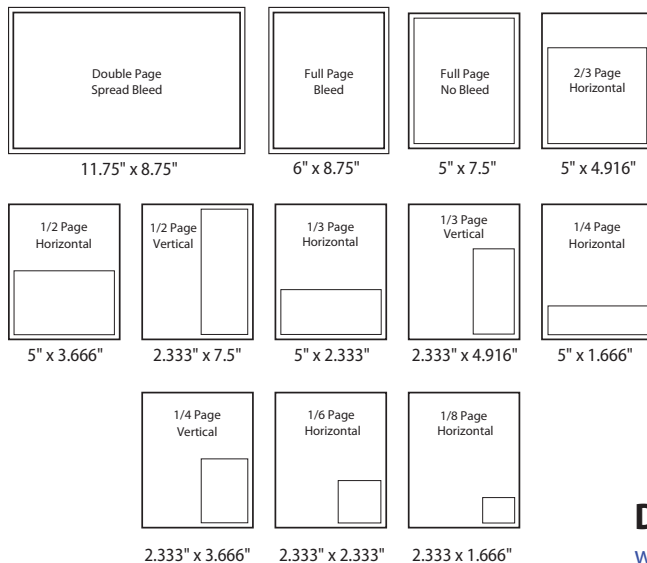 Double Page
Spread Bleed
11.75" x 8.75"
Full Page
Bleed
6" x 8.75"
Full Page
No Bleed
5" x 7.5"
2/3 Page
Horizontal
5" x 4.916"
1/2 Page
Horizontal
5" x 3.666"
1/2 Page
Vertical
2.333" x 7.5"
1/3 Page
Horizontal
5" x 2.333"
1/3 Page
Vertical
2.333" x 4.916"
1/4 Page
Horizontal
5" x 1.666"
1/4 Page
Vertical
2.333" x 3.666"
1/6 Page
Horizontal
2.333" x 2.333"
1/8 Page
Horizontal
2.333 x 1.666"